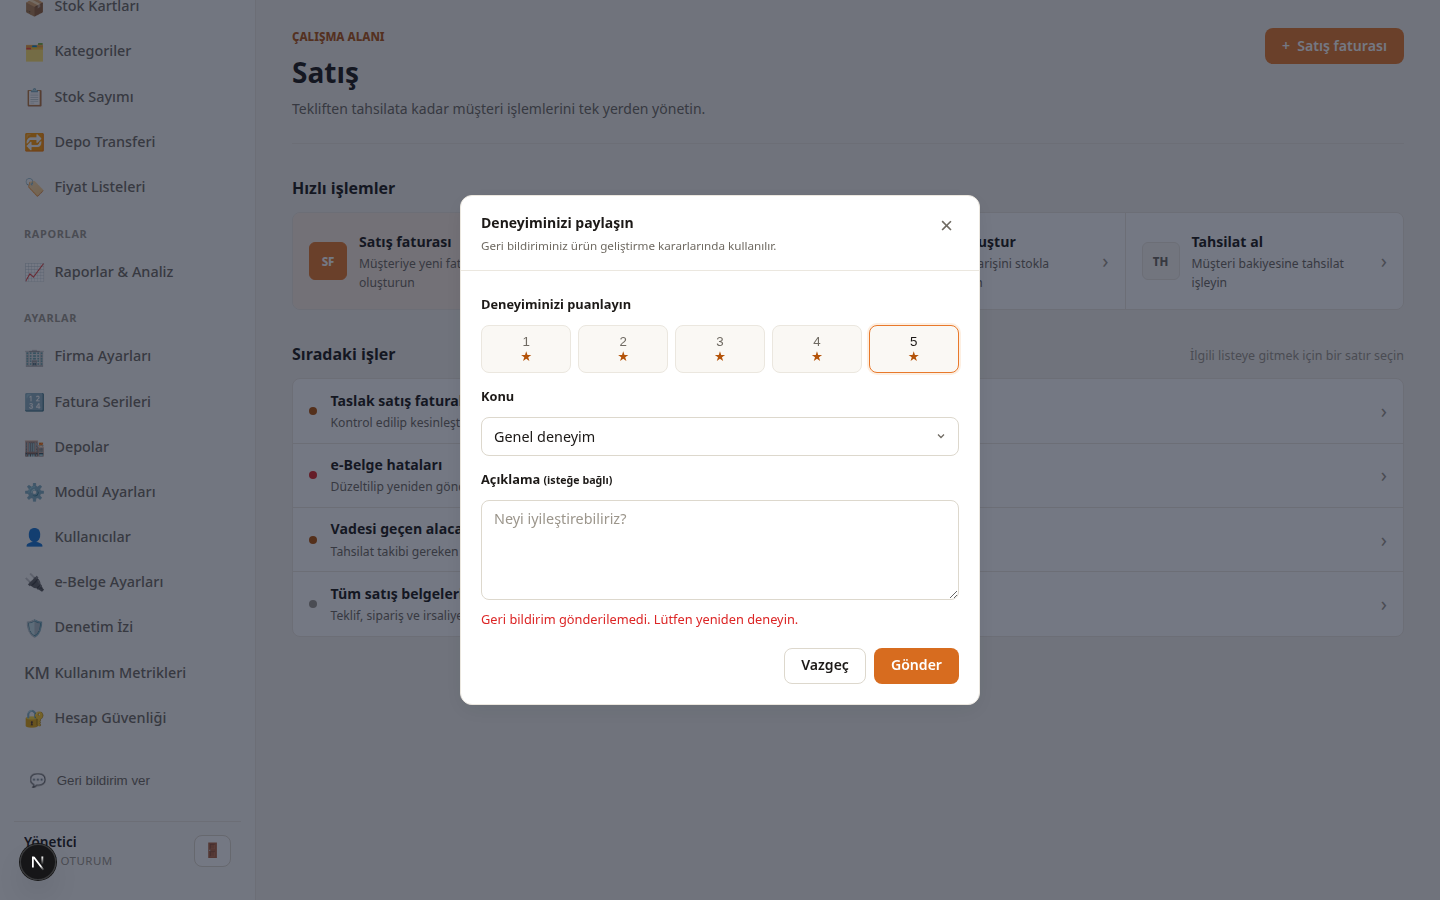 Stok Kartları
Kategoriler
Stok Sayımı
Depo Transferi
Fiyat Listeleri
RAPORLAR
Raporlar & Analiz
AYARLAR
Firma Ayarları
Fatura Serileri
Depolar
Modül Ayarları
Kullanıcılar
e-Belge Ayarları
Denetim İzi
KM Kullanım Metrikleri
Hesap Güvenliği
Geri bildirim ver
Yönetici
OTURUM
N
ÇALIŞMA ALANI
Satış
Tekliften tahsilata kadar müşteri işlemlerini tek yerden yönetin.
+ Satış faturası
Hızlı işlemler
SF
Satış faturası
Müşteriye yeni fat
oluşturun
uştur
arişini stokla
TH
Tahsilat al
Müşteri bakiyesine tahsilat
işleyin
Sıradaki işler
İlgili listeye gitmek için bir satır seçin
Taslak satış fatura
Kontrol edilip kesinleşt
e-Belge hataları
Düzeltilip yeniden gön
Vadesi geçen alaca
Tahsilat takibi gereken
Tüm satış belgeler
Teklif, sipariş ve irsaliye
Deneyiminizi paylaşın
Geri bildiriminiz ürün geliştirme kararlarında kullanılır.
×
Deneyiminizi puanlayın
1 2 3 4 5
★ ★ ★ ★ ★
Konu
Genel deneyim
Açıklama (isteğe bağlı)
Neyi iyileştirebiliriz?
Geri bildirim gönderilemedi. Lütfen yeniden deneyin.
Vazgeç
Gönder